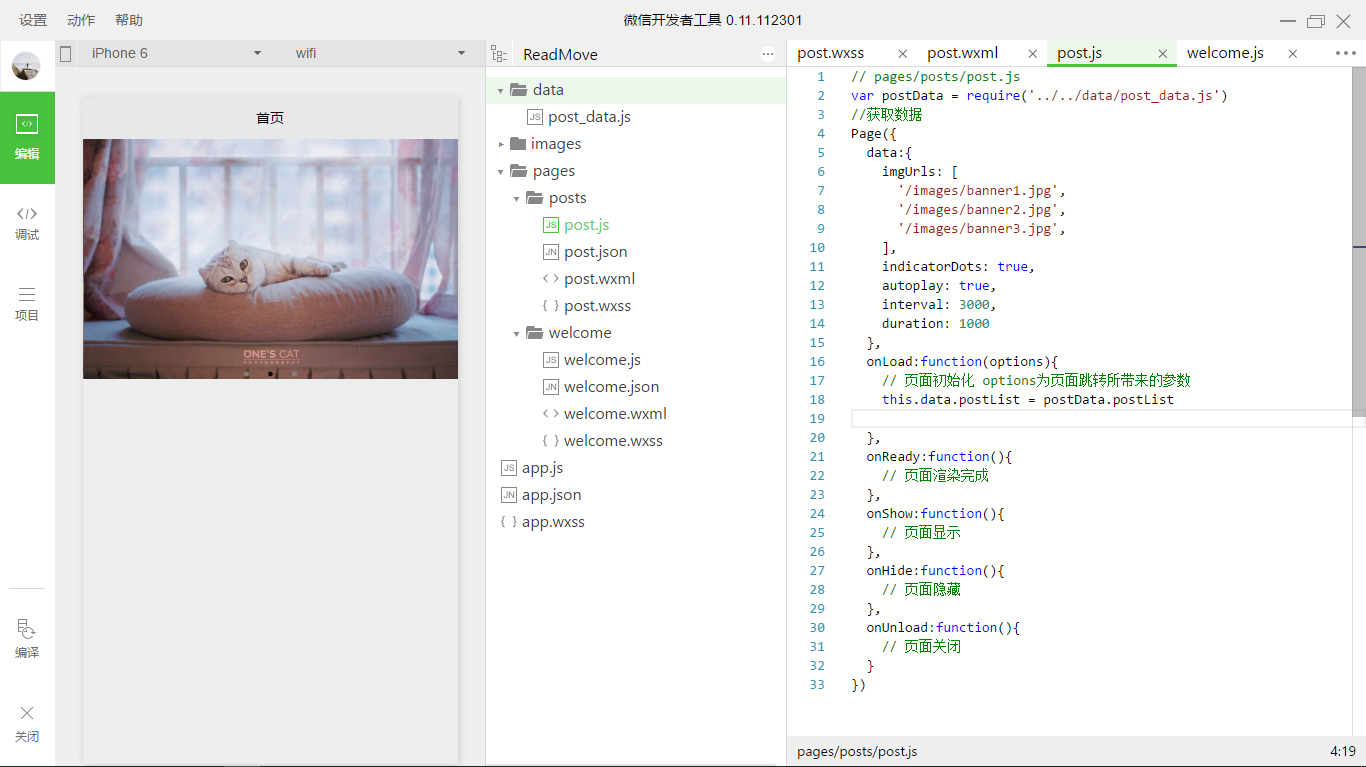 设置 动作 帮助
微信开发者工具 0.11.112301
iPhone 6
wifi
ReadMove
post.wxss
post.wxml
post.js
welcome.js
编辑
调试
项目
编译
关闭
首页
ONE'S CAT
PHOTOGRAPHY
data
post_data.js
images
pages
posts
JS post.js
JN post.json
< > post.wxml
{ } post.wxss
welcome
JS welcome.js
JN welcome.json
< > welcome.wxml
{ } welcome.wxss
JS app.js
JN app.json
{ } app.wxss
1 // pages/posts/post.js
2 var postData = require('../../data/post_data.js')
3 //获取数据
4 Page({
5 data:{
6 imgUrls: [
7 '/images/banner1.jpg',
8 '/images/banner2.jpg',
9 '/images/banner3.jpg',
10 ],
11 indicatorDots: true,
12 autoplay: true,
13 interval: 3000,
14 duration: 1000
15 },
16 onLoad:function(options){
17 // 页面初始化 options为页面跳转所带来的参数
18 this.data.postList = postData.postList
19
20 },
21 onReady:function(){
22 // 页面渲染完成
23 },
24 onShow:function(){
25 // 页面显示
26 },
27 onHide:function(){
28 // 页面隐藏
29 },
30 onUnload:function(){
31 // 页面关闭
32 }
33 })
pages/posts/post.js
4:19